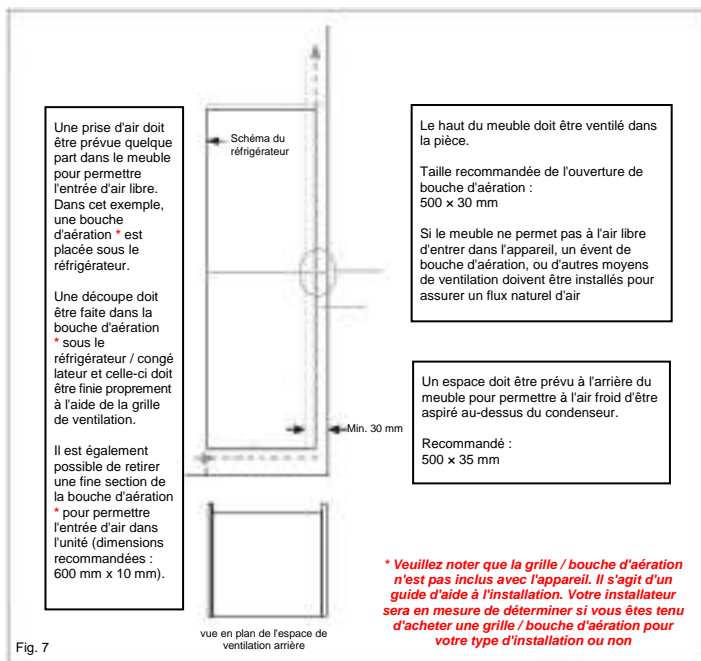 Une prise d'air doit
être prévue quelque
part dans le meuble
pour permettre
l'entrée d'air libre.
Dans cet exemple,
une bouche
d'aération * est
placée sous le
réfrigérateur.
Une découpe doit
être faite dans la
bouche d'aération
* sous le
réfrigérateur / congé
lateur et celle-ci doit
être finie proprement
à l'aide de la grille
de ventilation.
Il est également
possible de retirer
une fine section de
la bouche d'aération
* pour permettre
l'entrée d'air dans
l'unité (dimensions
recommandées :
600 mm x 10 mm).
Schéma du
réfrigérateur
Min. 30 mm
Le haut du meuble doit être ventilé dans
la pièce.
Taille recommandée de l'ouverture de
bouche d'aération :
500 × 30 mm
Si le meuble ne permet pas à l'air libre
d'entrer dans l'appareil, un évent de
bouche d'aération, ou d'autres moyens
de ventilation doivent être installés pour
assurer un flux naturel d'air
Un espace doit être prévu à l'arrière du
meuble pour permettre à l'air froid d'être
aspiré au-dessus du condenseur.
Recommandé :
500 × 35 mm
* Veuillez noter que la grille / bouche d'aération
n'est pas inclus avec l'appareil. Il s'agit d'un
guide d'aide à l'installation. Votre installateur
sera en mesure de déterminer si vous êtes tenu
d'acheter une grille / bouche d'aération pour
votre type d'installation ou non
vue en plan de l'espace de
ventilation arrière
Fig. 7